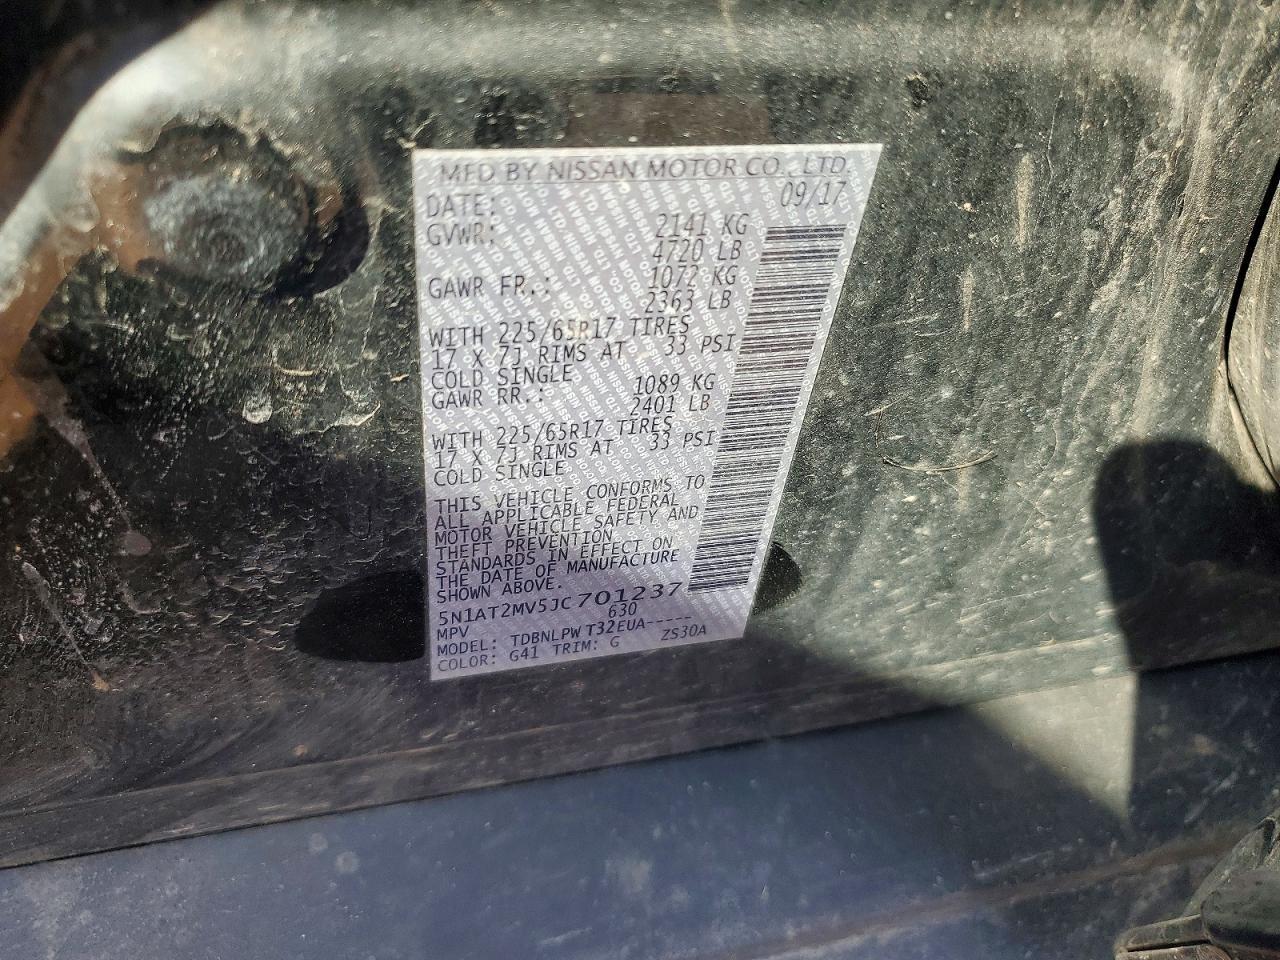 MFD BY NISSAN MOTOR CO., LTD.
DATE: 09/17
GVWR: 2141 KG
4720 LB
GAWR FR.: 1072 KG
2363 LB
WITH 225/65R17 TIRES
17 X 7J RIMS AT 33 PSI
COLD SINGLE
GAWR RR.: 1089 KG
2401 LB
WITH 225/65R17 TIRES
17 X 7J RIMS AT 33 PSI
COLD SINGLE
THIS VEHICLE CONFORMS TO
ALL APPLICABLE FEDERAL
MOTOR VEHICLE SAFETY AND
THEFT PREVENTION
STANDARDS IN EFFECT ON
THE DATE OF MANUFACTURE
SHOWN ABOVE.
5N1AT2MV5JC701237
MPV 630
MODEL: TDBNLPW T32EUA-----
COLOR: G41 TRIM: G ZS30A